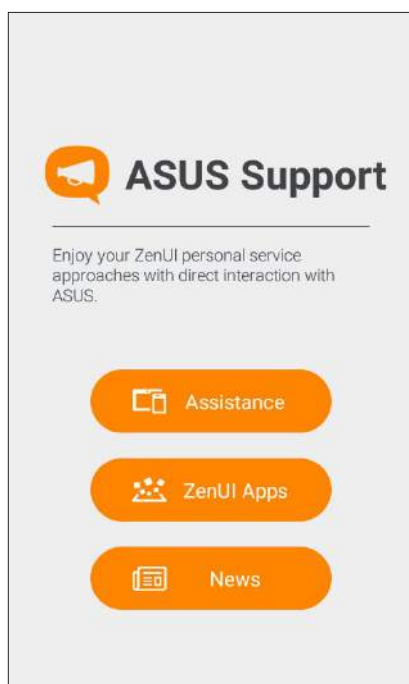 ASUS Support
Enjoy your ZenUI personal service
approaches with direct interaction with
ASUS.
Assistance
ZenUI Apps
News